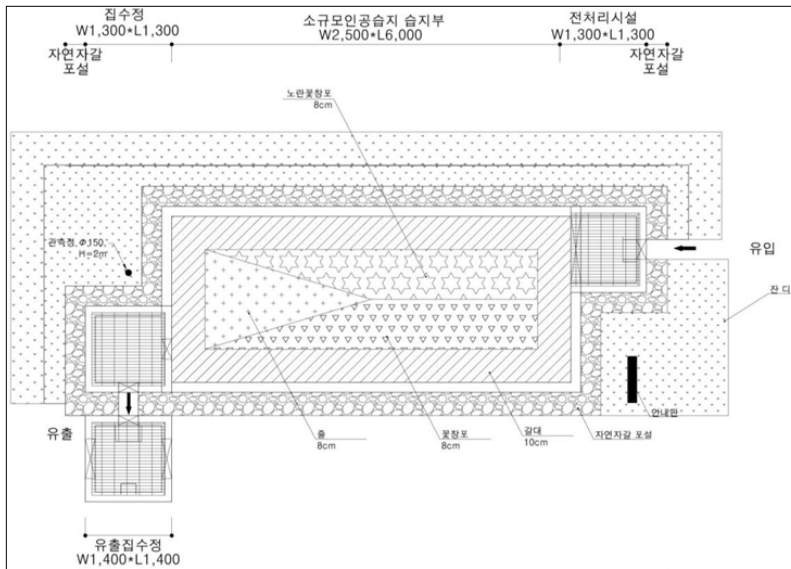 집수정
W1,300*L1,300
소규모인공습지 습지부
W2,500*L6,000
전처리시설
W1,300*L1,300
자연자갈
포설
자연자갈
포설
노란꽃창포
8cm
관측정, Φ150,
H=2m
유입
잔 디
안내판
유출
줄
8cm
꽃창포
8cm
갈대
10cm
자연자갈 포설
유출집수정
W1,400*L1,400